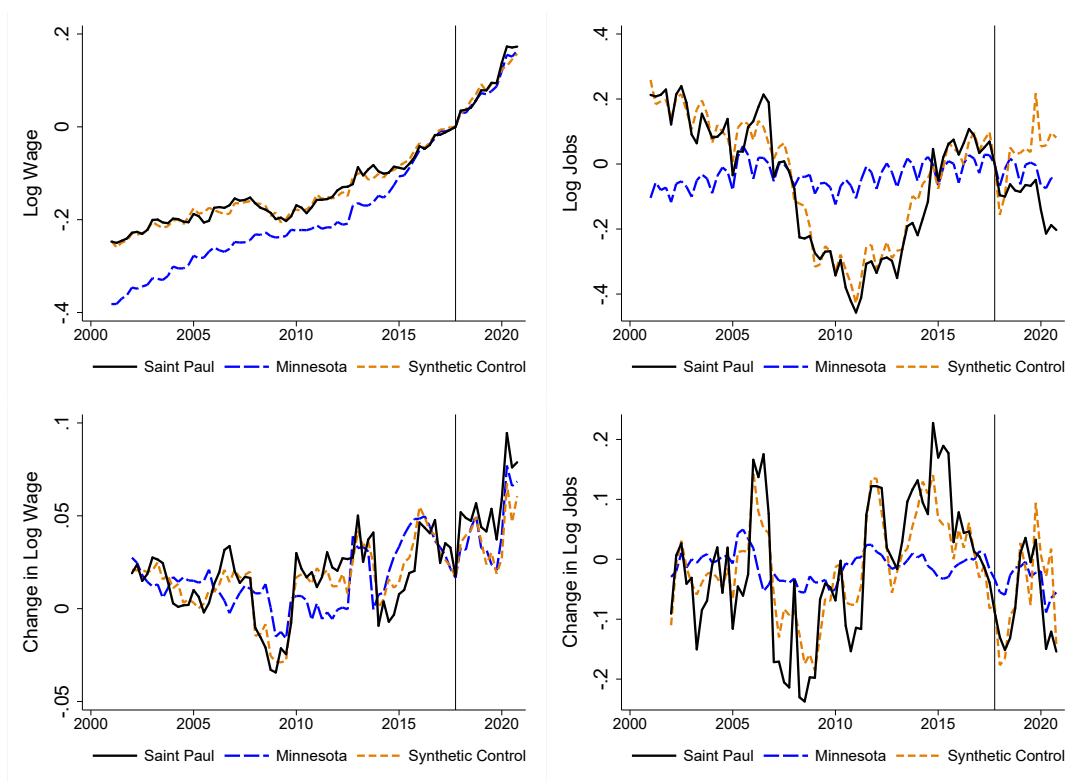 Log Wage
.2
0
-.2
-.4
2000 2005 2010 2015 2020
Saint Paul Minnesota Synthetic Control
Log Jobs
.4
.2
0
-.2
-.4
2000 2005 2010 2015 2020
Saint Paul Minnesota Synthetic Control
Change in Log Wage
.1
.05
0
-.05
2000 2005 2010 2015 2020
Saint Paul Minnesota Synthetic Control
Change in Log Jobs
.2
.1
0
-.1
-.2
2000 2005 2010 2015 2020
Saint Paul Minnesota Synthetic Control